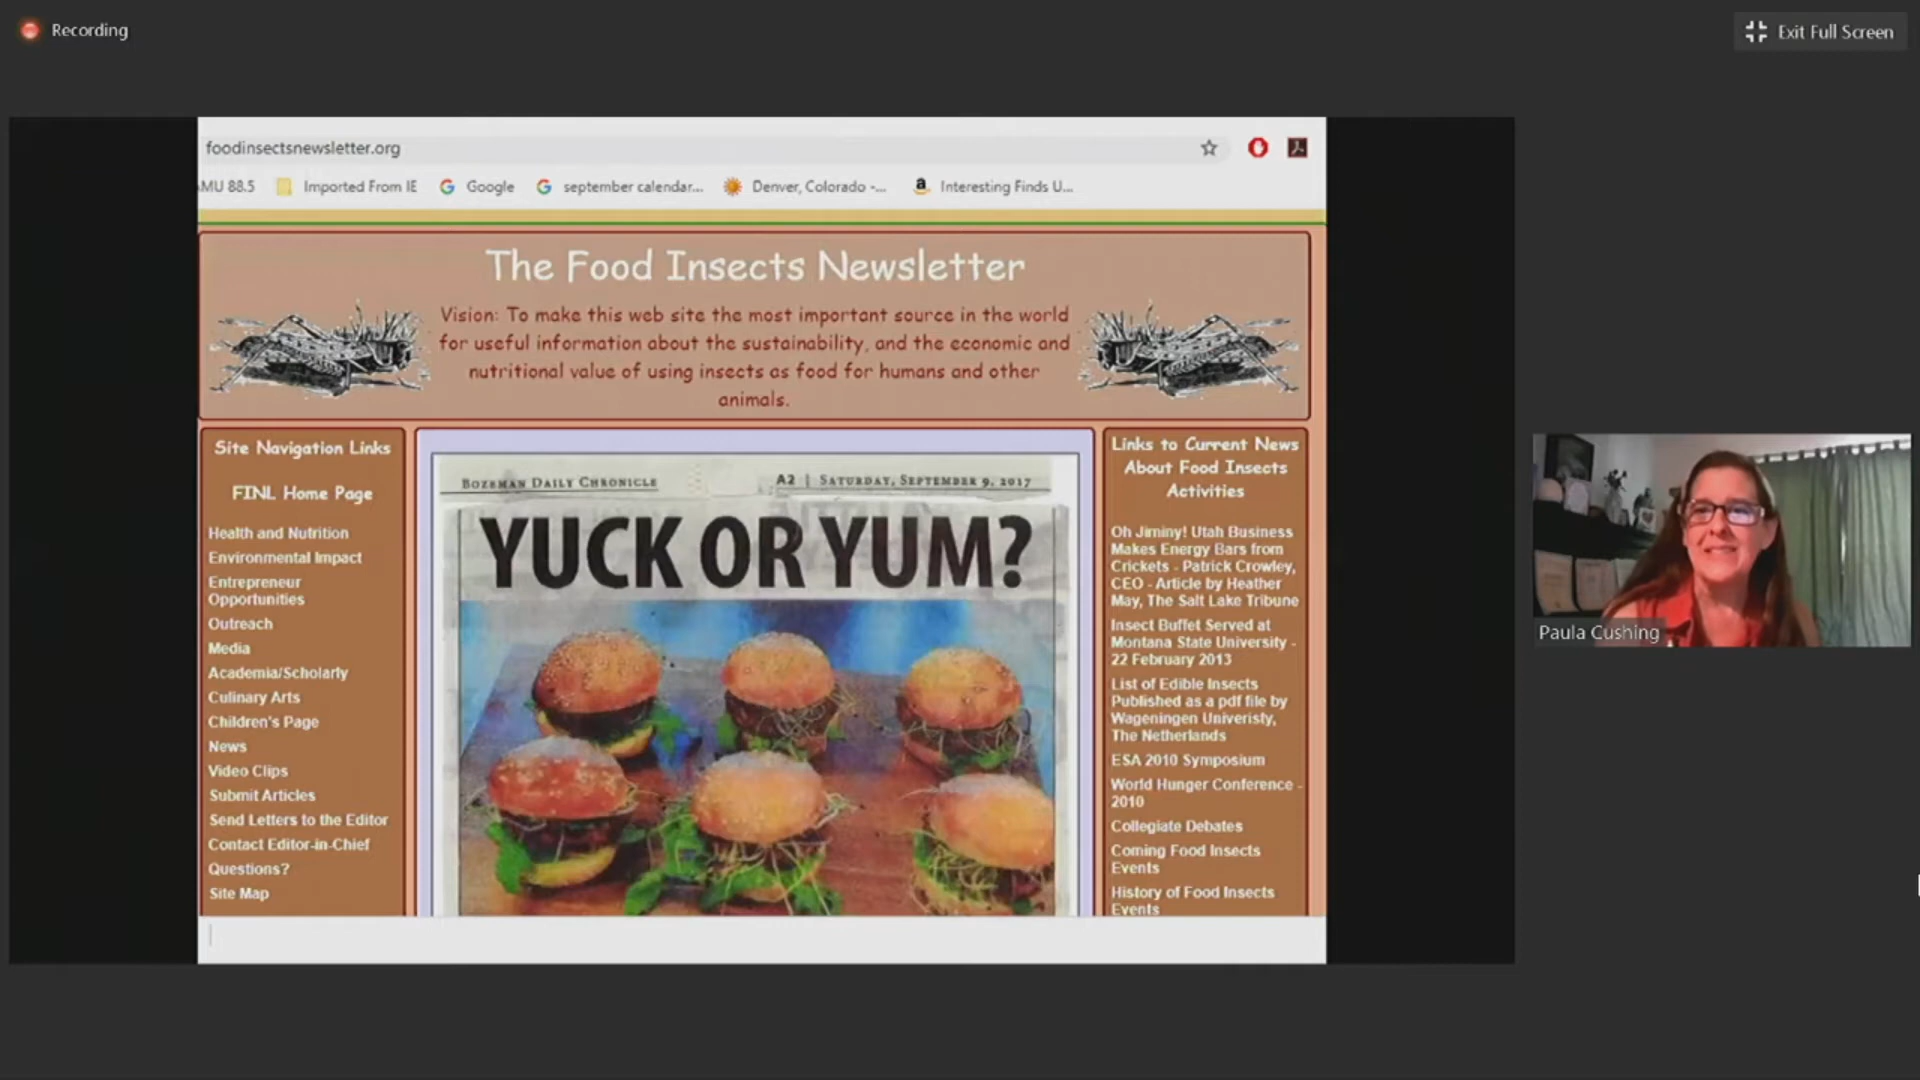 Recording
Exit Full Screen
foodinsectsnewsletter.org
AMU 88.5
Imported From IE
Google
september calendar...
Denver, Colorado -...
Interesting Finds U...
The Food Insects Newsletter
Vision: To make this web site the most important source in the world
for useful information about the sustainability, and the economic and
nutritional value of using insects as food for humans and other
animals.
Site Navigation Links
FINL Home Page
Health and Nutrition
Environmental Impact
Entrepreneur
Opportunities
Outreach
Media
Academia/Scholarly
Culinary Arts
Children's Page
News
Video Clips
Submit Articles
Send Letters to the Editor
Contact Editor-in-Chief
Questions?
Site Map
BOZEMAN DAILY CHRONICLE
A2 | SATURDAY, SEPTEMBER 9, 2017
YUCK OR YUM?
Links to Current News
About Food Insects
Activities
Oh Jiminy! Utah Business
Makes Energy Bars from
Crickets - Patrick Crowley,
CEO - Article by Heather
May, The Salt Lake Tribune
Insect Buffet Served at
Montana State University -
22 February 2013
List of Edible Insects
Published as a pdf file by
Wageningen Univeristy,
The Netherlands
ESA 2010 Symposium
World Hunger Conference -
2010
Collegiate Debates
Coming Food Insects
Events
History of Food Insects
Events
Paula Cushing